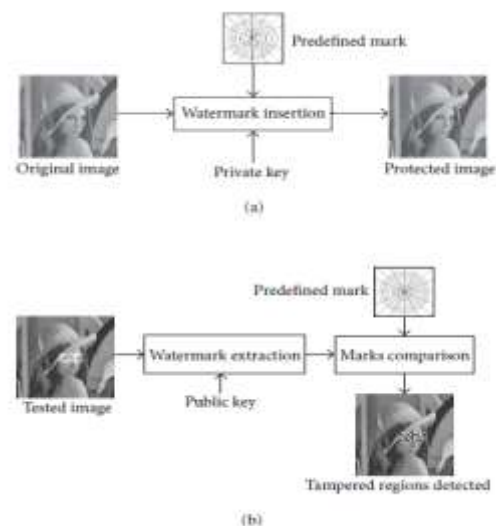 Predefined mark
Watermark insertion
Original image
Protected image
Private key
(a)
Predefined mark
Watermark extraction
Marks comparison
Tested image
Public key
Tampered regions detected
(b)